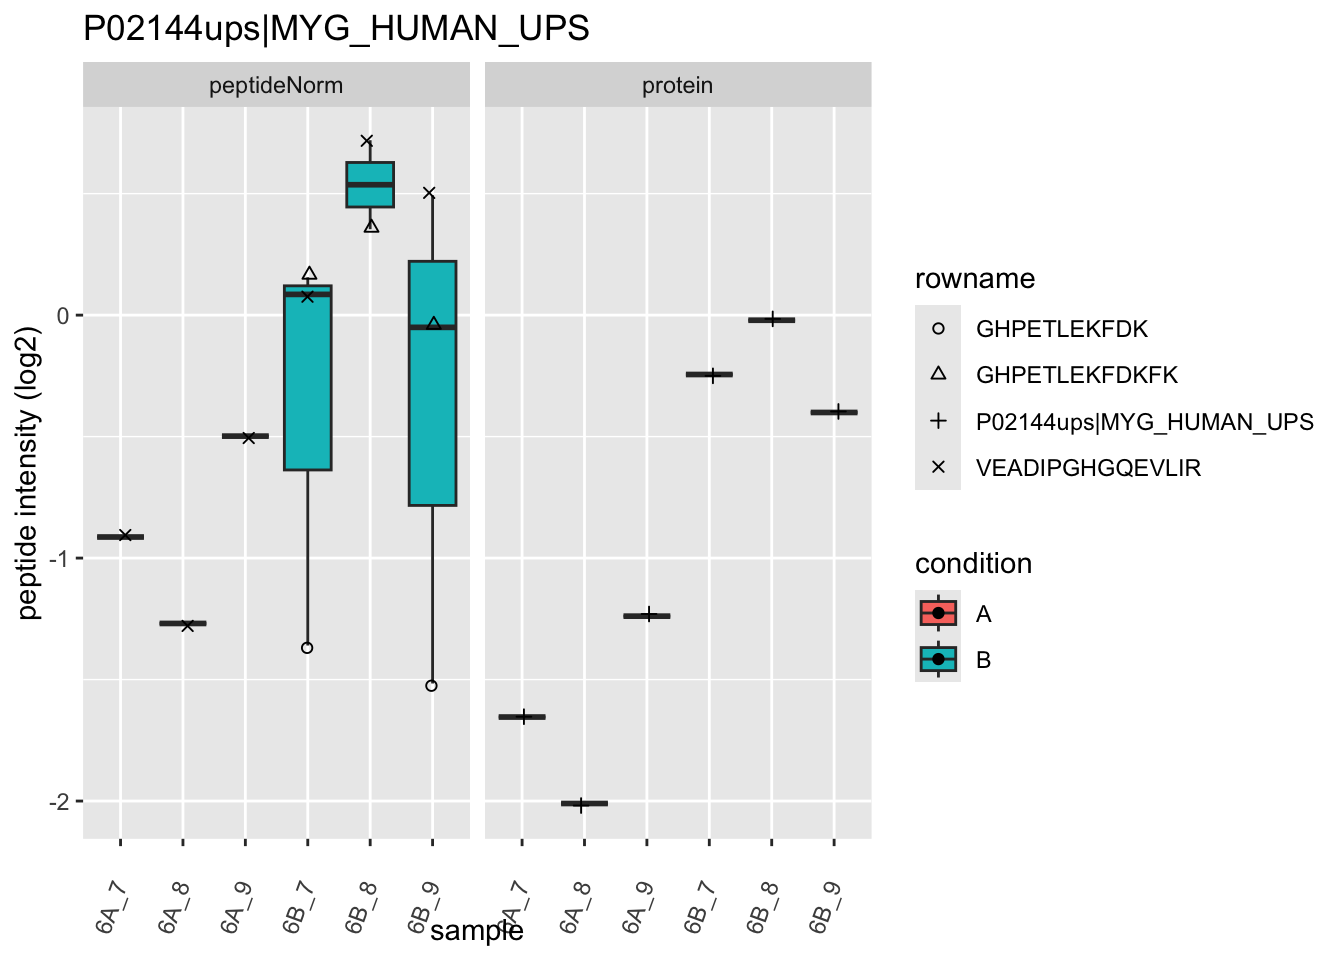 P02144ups|MYG_HUMAN_UPS
peptideNorm
protein
peptide intensity (log2)
0
-1
-2
6A_7
6A_8
6A_9
6B_7
6B_8
6B_9
6A_7
6A_8
6A_9
6B_7
6B_8
6B_9
sample
rowname
GHPETLEKFDK
GHPETLEKFDKFK
P02144ups|MYG_HUMAN_UPS
VEADIPGHGQEVLIR
condition
A
B